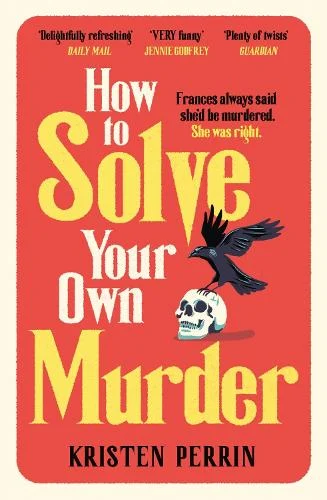 'Delightfully refreshing'
DAILY MAIL
'VERY funny'
JENNIE GODFREY
'Plenty of twists'
GUARDIAN
How
to
Solve
Your
Own
Murder
Frances always said
she'd be murdered.
She was right.
KRISTEN PERRIN